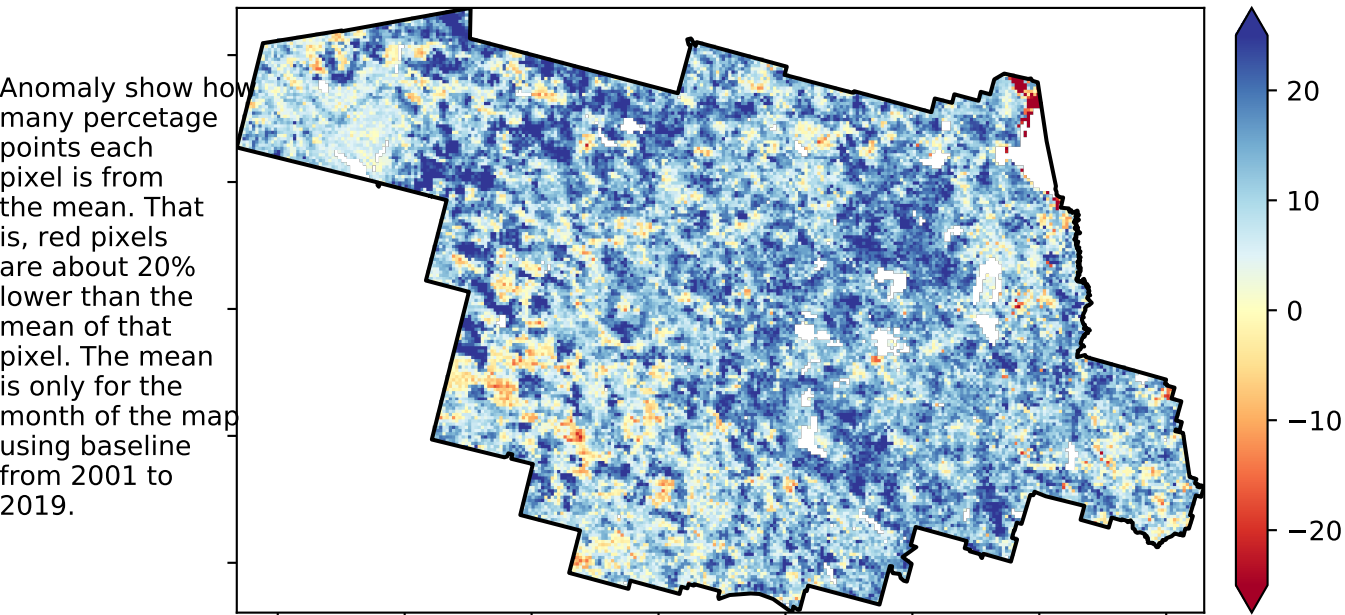 Anomaly show how
many percetage
points each
pixel is from
the mean. That
is, red pixels
are about 20%
lower than the
mean of that
pixel. The mean
is only for the
month of the map
using baseline
from 2001 to
2019.
20
10
0
−10
−20